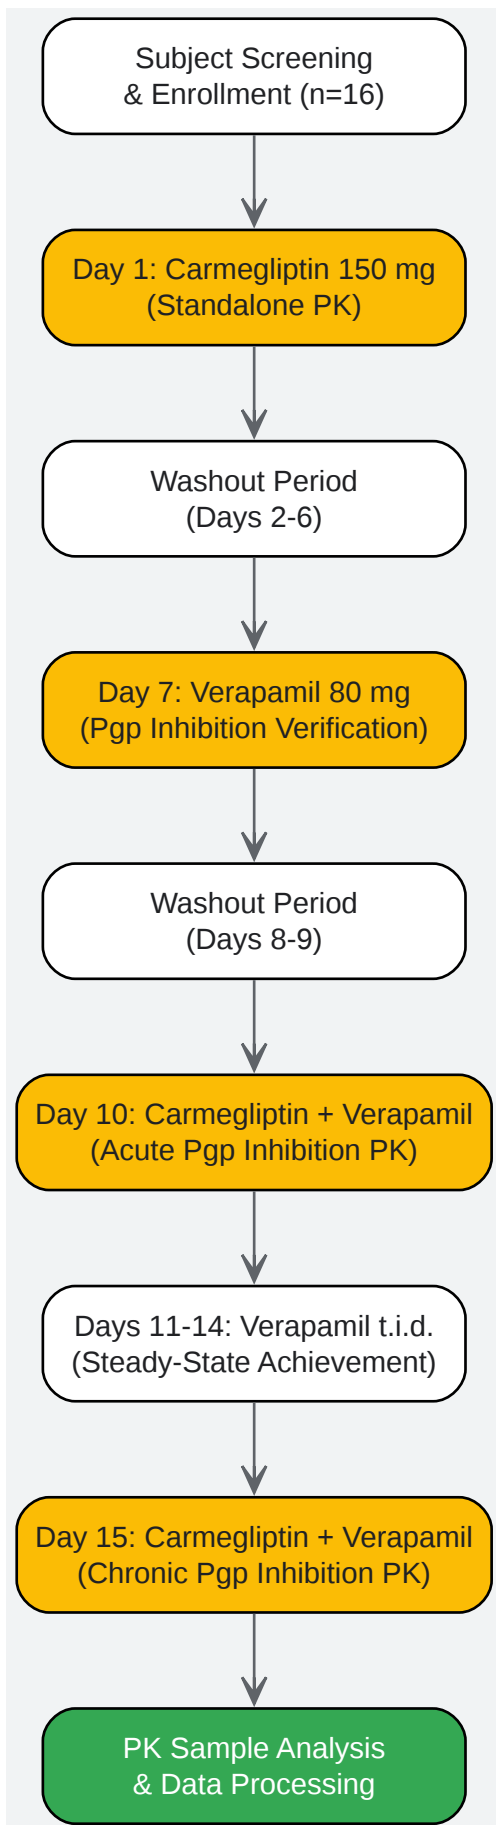 Subject Screening
& Enrollment (n=16)
Day 1: Carmegliptin 150 mg
(Standalone PK)
Washout Period
(Days 2-6)
Day 7: Verapamil 80 mg
(Pgp Inhibition Verification)
Washout Period
(Days 8-9)
Day 10: Carmegliptin + Verapamil
(Acute Pgp Inhibition PK)
Days 11-14: Verapamil t.i.d.
(Steady-State Achievement)
Day 15: Carmegliptin + Verapamil
(Chronic Pgp Inhibition PK)
PK Sample Analysis
& Data Processing